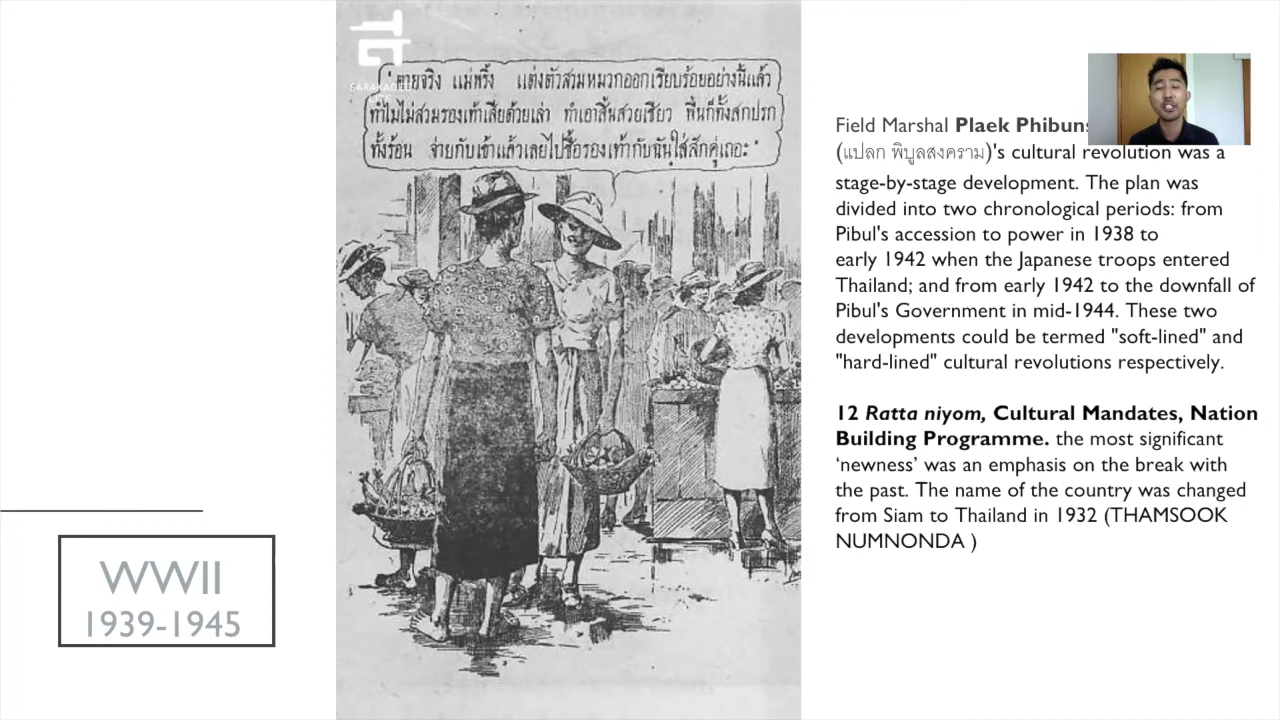 สี
SARAKADEE
"ตายจริง แม่พริ้ง แต่งตัวสวมหมวกออกเรียบร้อยอย่างนี้แล้ว
ทำไมไม่สวมรองเท้าเสียด้วยเล่า ทำเอาสิ้นสวยเชียว พื้นก็ทั้งสกปรก
ทั้งร้อน จ่ายกับเข้าแล้วเลยไปซื้อรองเท้ากับฉันใส่สักคู่เถอะ"
Field Marshal Plaek
(แปลก พิบูลสงคราม)'s cultural revolution was a
stage-by-stage development. The plan was
divided into two chronological periods: from
Pibul's accession to power in 1938 to
early 1942 when the Japanese troops entered
Thailand; and from early 1942 to the downfall of
Pibul's Government in mid-1944. These two
developments could be termed "soft-lined" and
"hard-lined" cultural revolutions respectively.
12 Ratta niyom, Cultural Mandates, Nation
Building Programme. the most significant
‘newness’ was an emphasis on the break with
the past. The name of the country was changed
from Siam to Thailand in 1932 (THAMSOOK
NUMNONDA )
WWII
1939-1945